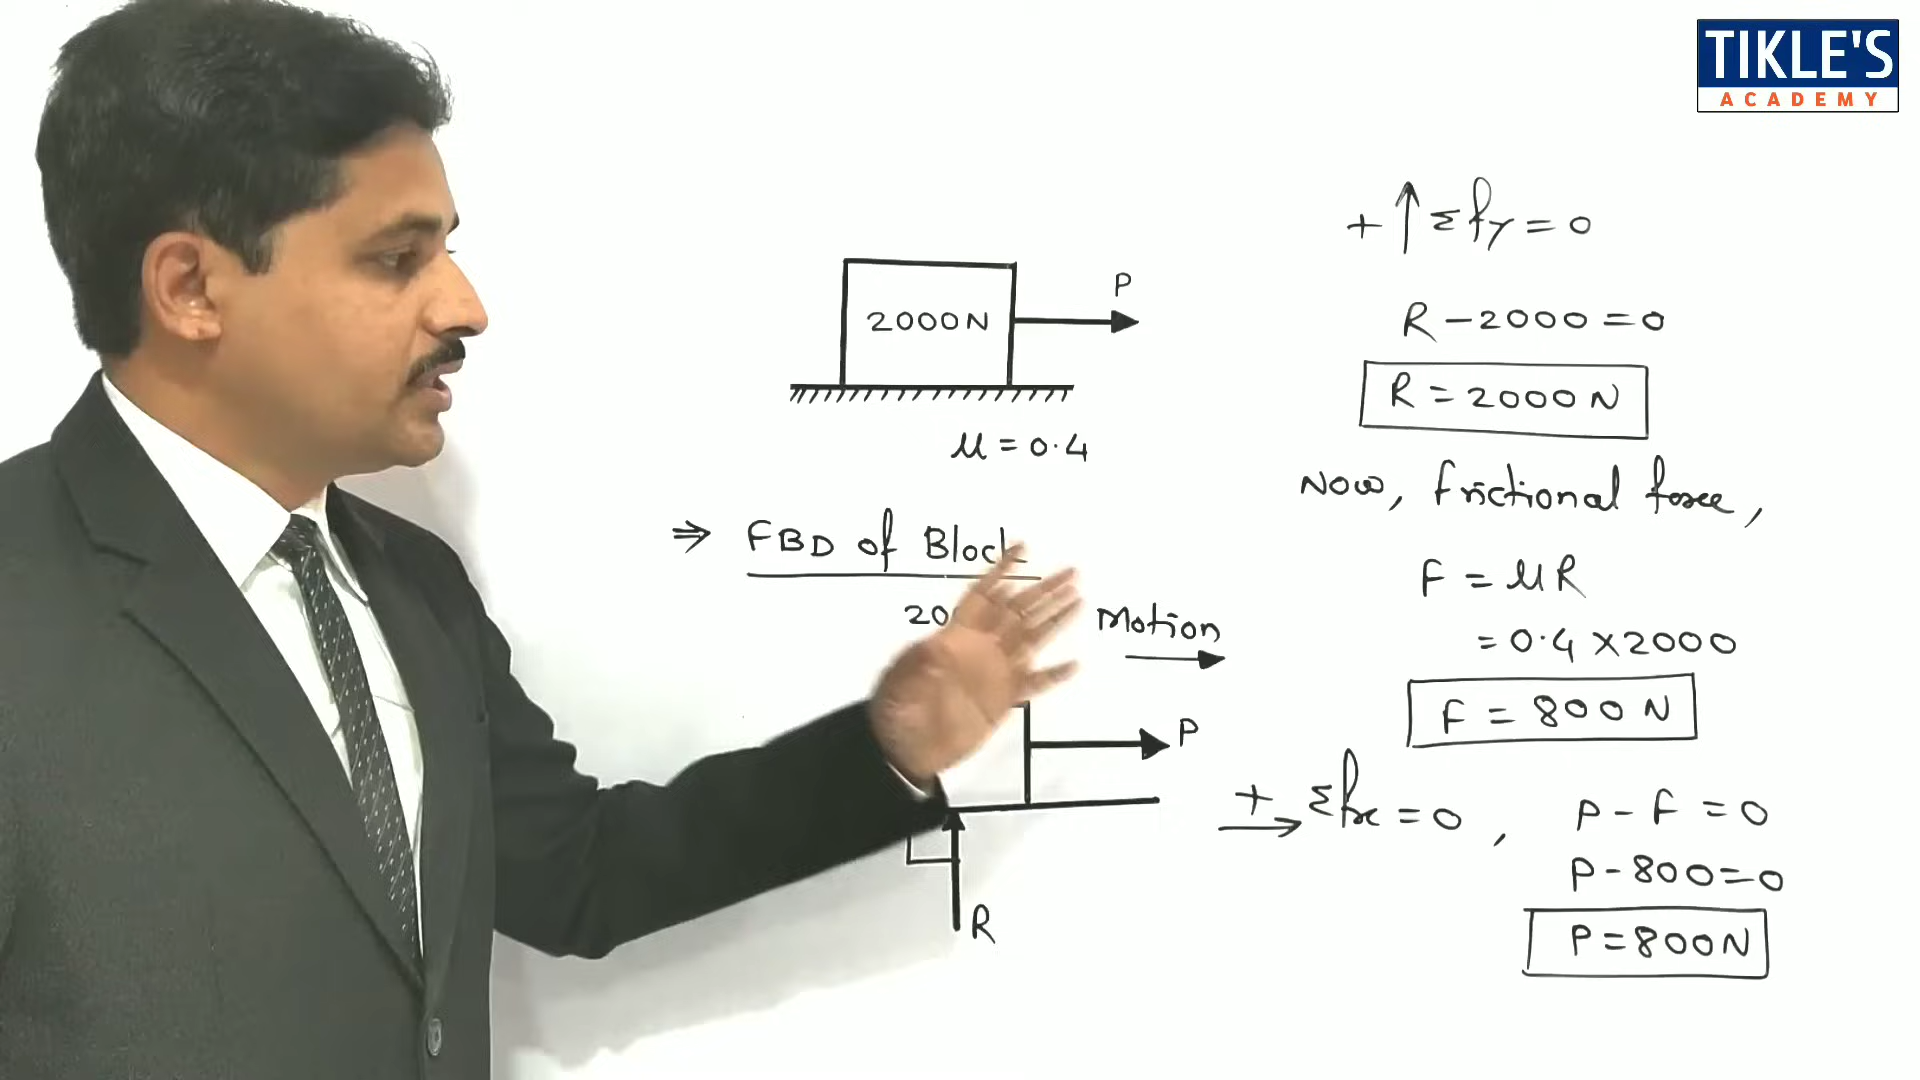 TIKLE'S
ACADEMY
P
2000N
μ = 0.4
⇒ FBD of Block
Motion
P
R
+ ↑ Σfy = 0
R - 2000 = 0
R = 2000 N
Now, frictional force,
F = μR
= 0.4 × 2000
F = 800 N
+ → Σfx = 0, P - F = 0
P - 800 = 0
P = 800N